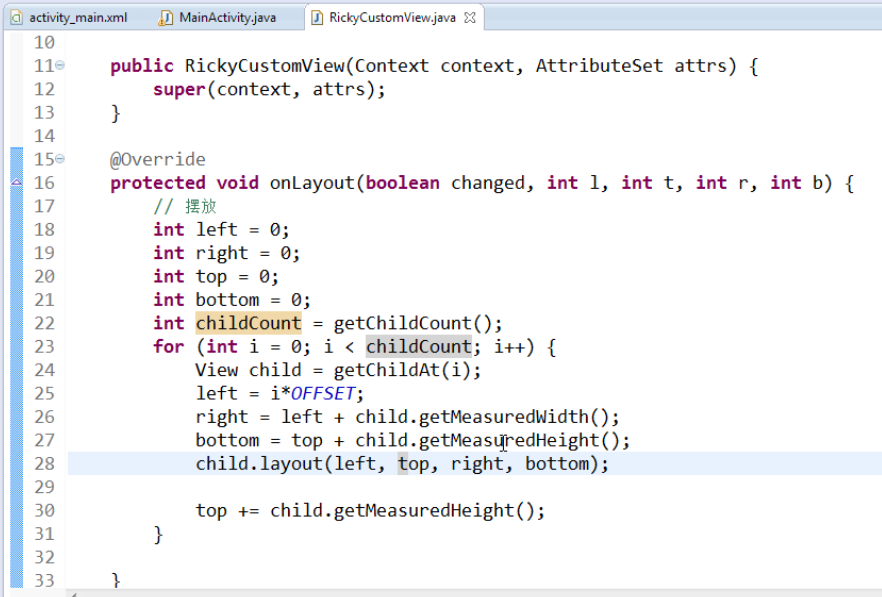 activity_main.xml MainActivity.java RickyCustomView.java
10
11 public RickyCustomView(Context context, AttributeSet attrs) {
12 super(context, attrs);
13 }
14
15 @Override
16 protected void onLayout(boolean changed, int l, int t, int r, int b) {
17 // 摆放
18 int left = 0;
19 int right = 0;
20 int top = 0;
21 int bottom = 0;
22 int childCount = getChildCount();
23 for (int i = 0; i < childCount; i++) {
24 View child = getChildAt(i);
25 left = i*OFFSET;
26 right = left + child.getMeasuredWidth();
27 bottom = top + child.getMeasuredHeight();
28 child.layout(left, top, right, bottom);
29
30 top += child.getMeasuredHeight();
31 }
32
33 }